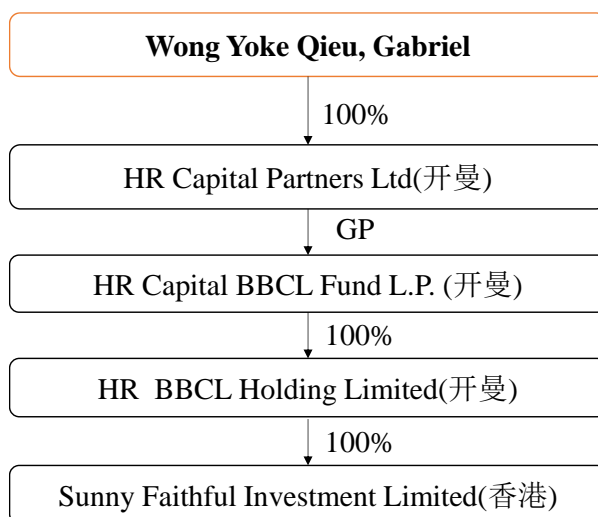 Wong Yoke Qieu, Gabriel
100%
HR Capital Partners Ltd(开曼)
GP
HR Capital BBCL Fund L.P. (开曼)
100%
HR BBCL Holding Limited(开曼)
100%
Sunny Faithful Investment Limited(香港)